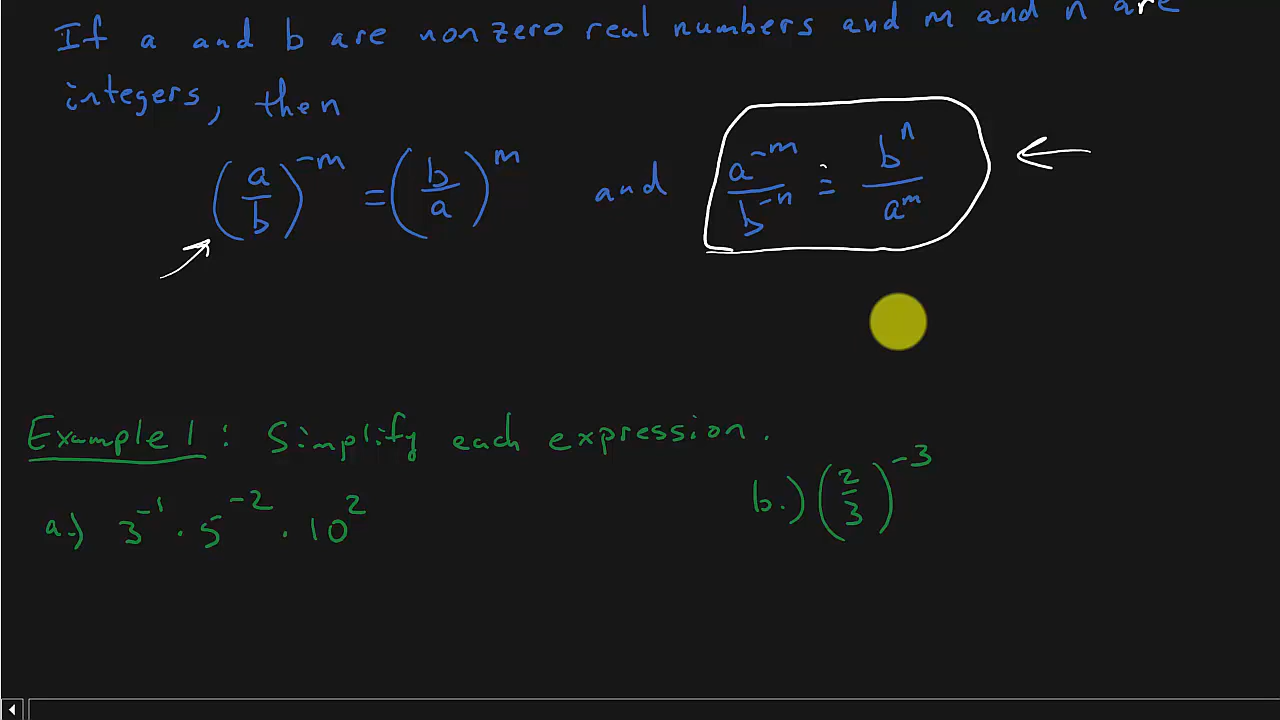 If a and b are nonzero real numbers and m and n are
integers, then
(a/b)^-m = (b/a)^m and a^-m/b^-n = b^n/a^m
Example 1: Simplify each expression.
a.) 3^-1 · 5^-2 · 10^2 b.) (2/3)^-3